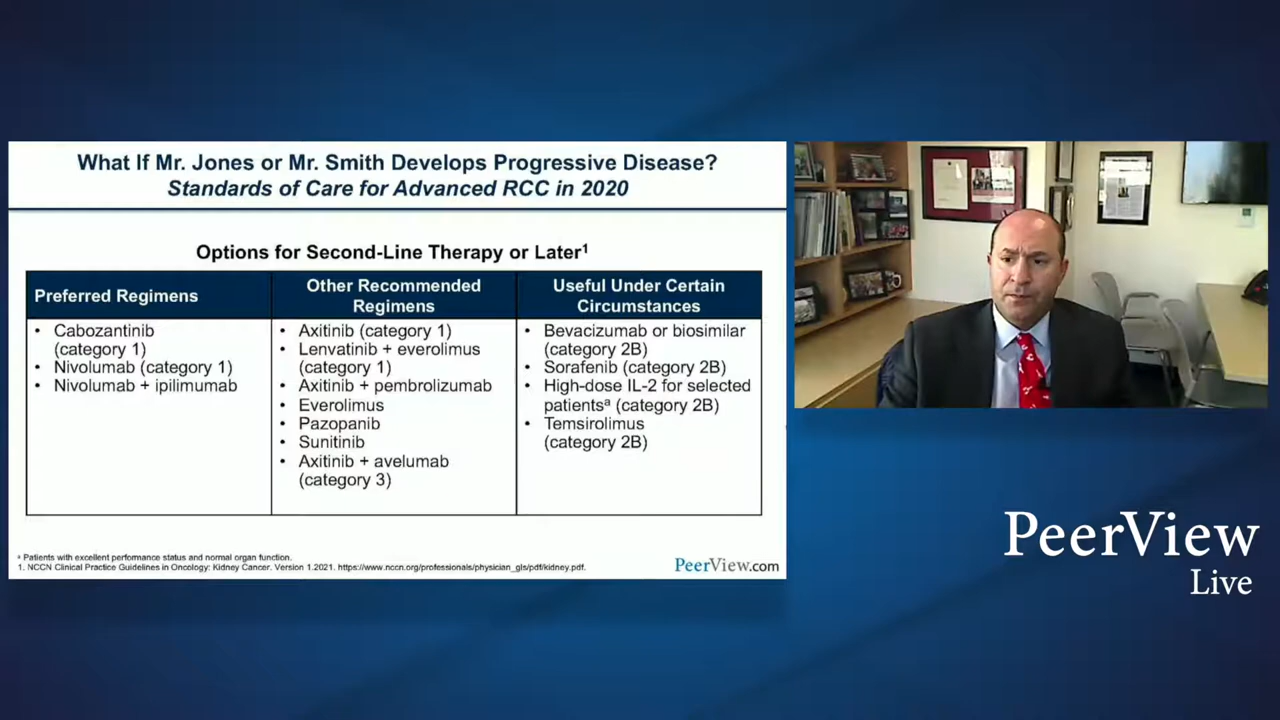 What If Mr. Jones or Mr. Smith Develops Progressive Disease?
Standards of Care for Advanced RCC in 2020
Options for Second-Line Therapy or Later¹
Preferred Regimens
• Cabozantinib
(category 1)
• Nivolumab (category 1)
• Nivolumab + ipilimumab
Other Recommended
Regimens
• Axitinib (category 1)
• Lenvatinib + everolimus
(category 1)
• Axitinib + pembrolizumab
• Everolimus
• Pazopanib
• Sunitinib
• Axitinib + avelumab
(category 3)
Useful Under Certain
Circumstances
• Bevacizumab or biosimilar
(category 2B)
• Sorafenib (category 2B)
• High-dose IL-2 for selected
patientsª (category 2B)
• Temsirolimus
(category 2B)
ª Patients with excellent performance status and normal organ function.
1. NCCN Clinical Practice Guidelines in Oncology: Kidney Cancer. Version 1.2021. https://www.nccn.org/professionals/physician_gls/pdf/kidney.pdf.
PeerView.com
PeerView
Live